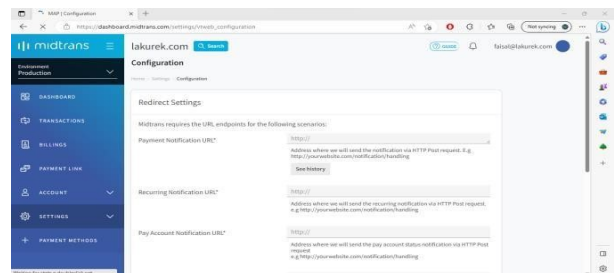 MAP | Configuration
https://dashboard.midtrans.com/settings/vtweb_configuration
Not syncing
midtrans
lakurek.com Search
faisal@lakurek.com
Environment
Production
Configuration
Home Settings Configuration
DASHBOARD
TRANSACTIONS
BILLINGS
PAYMENT LINK
ACCOUNT
SETTINGS
PAYMENT METHODS
Redirect Settings
Midtrans requires the URL endpoints for the following scenarios:
Payment Notification URL*
http://
Address where we will send the notification via HTTP Post request. E.g
http://yourwebsite.com/notification/handling
See history
Recurring Notification URL*
http://
Address where we will send the recurring notification via HTTP Post request.
e.g http://yourwebsite.com/notification/handling
Pay Account Notification URL*
http://
Address where we will send the pay account status notification via HTTP Post
request
e.g http://yourwebsite.com/notification/handling